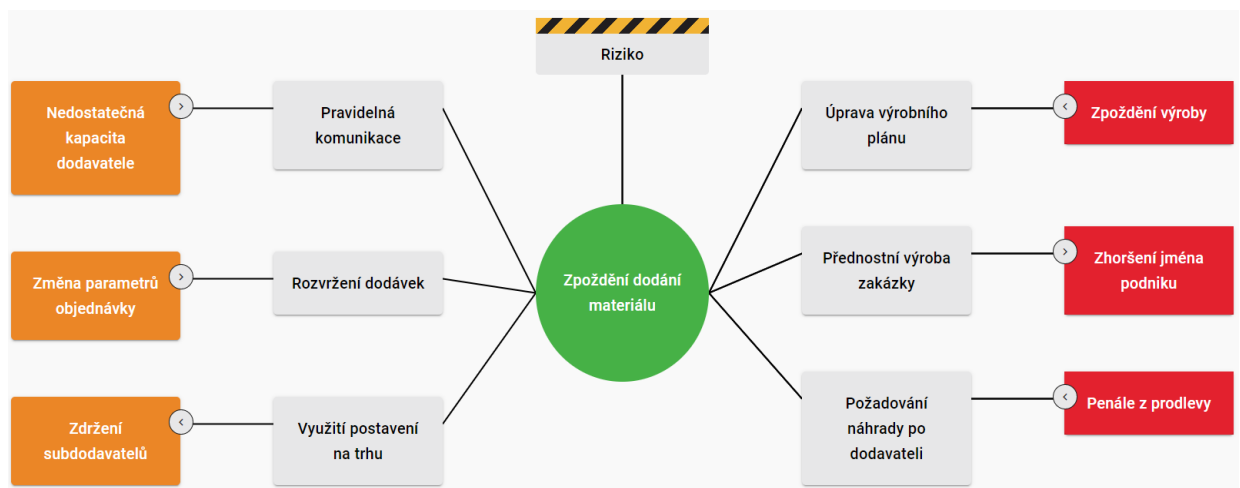 Riziko
Nedostatečná
kapacita
dodavatele
Pravidelná
komunikace
Úprava výrobního
plánu
Zpoždění výroby
Změna parametrů
objednávky
Rozvržení dodávek
Zpoždění dodání
materiálu
Přednostní výroba
zakázky
Zhoršení jména
podniku
Zdržení
subdodavatelů
Využití postavení
na trhu
Požadování
náhrady po
dodavateli
Penále z prodlevy